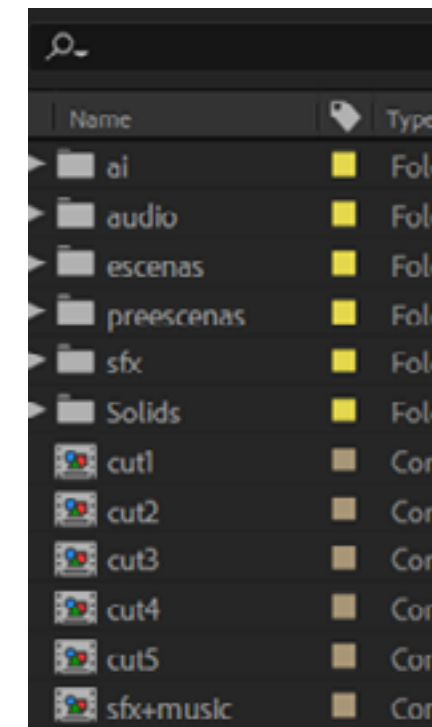 Name Type
ai Fol
audio Fol
escenas Fol
preescenas Fol
sfx Fol
Solids Fol
cut1 Cor
cut2 Cor
cut3 Cor
cut4 Cor
cut5 Cor
sfx+music Cor